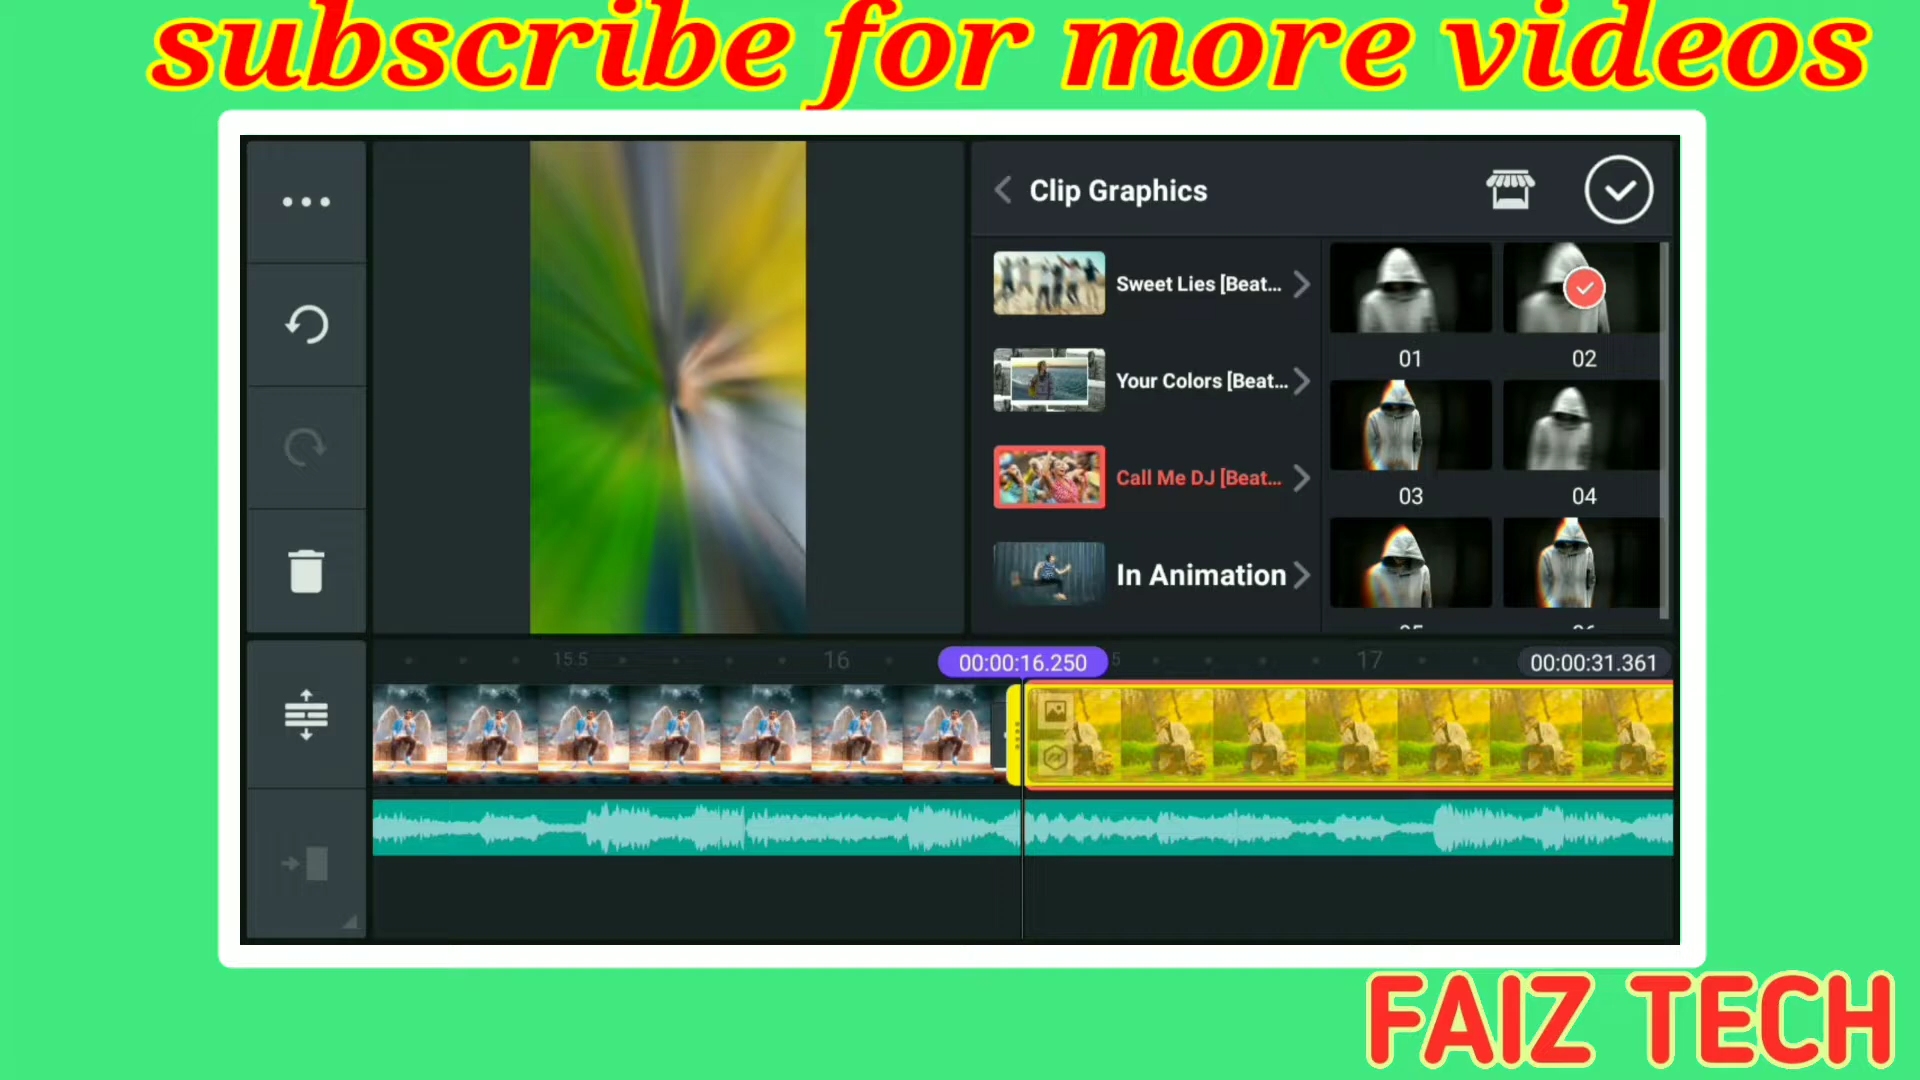 subscribe for more videos
Clip Graphics
Sweet Lies [Beat...
Your Colors [Beat...
Call Me DJ [Beat...
In Animation
01
02
03
04
15.5
16
00:00:16.250
5
17
00:00:31.361
FAIZ TECH